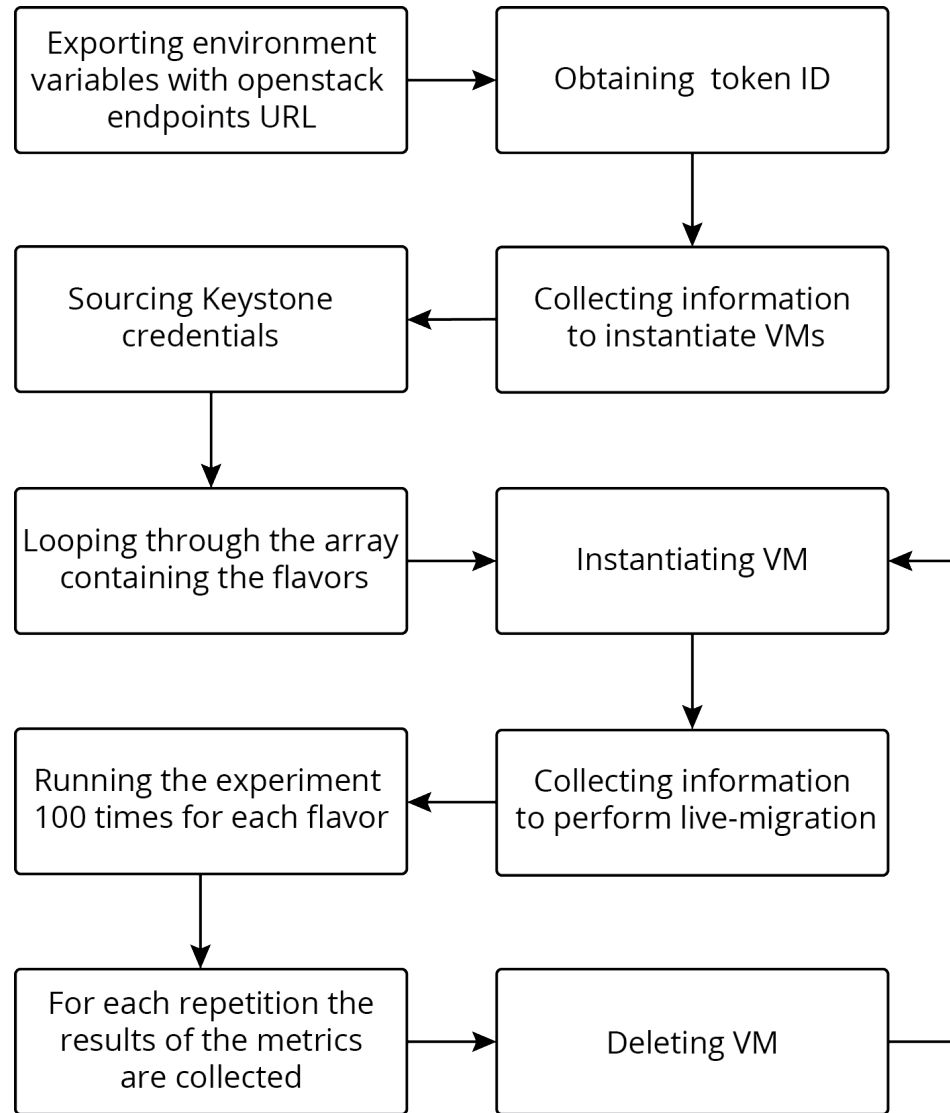 Exporting environment
variables with openstack
endpoints URL
Obtaining token ID
Collecting information
to instantiate VMs
Sourcing Keystone
credentials
Looping through the array
containing the flavors
Instantiating VM
Collecting information
to perform live-migration
Running the experiment
100 times for each flavor
For each repetition the
results of the metrics
are collected
Deleting VM